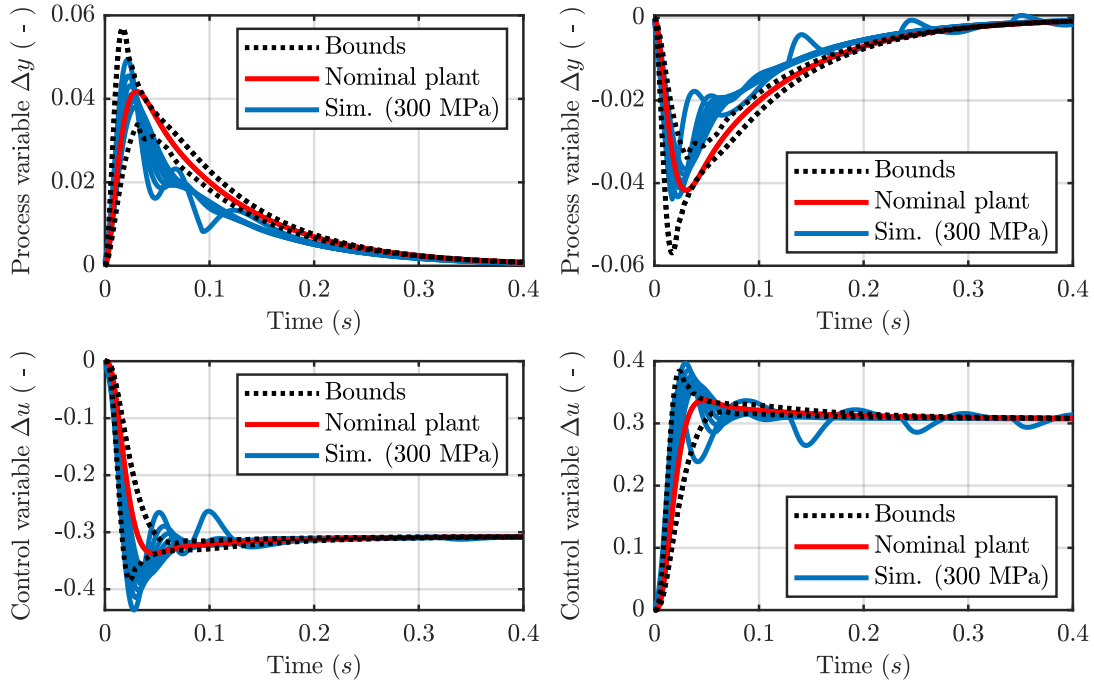 Process variable Δy ( - )
0.06
0.04
0.02
0
Bounds
Nominal plant
Sim. (300 MPa)
0 0.1 0.2 0.3 0.4
Time (s)
Process variable Δy ( - )
0
-0.02
-0.04
-0.06
Bounds
Nominal plant
Sim. (300 MPa)
0 0.1 0.2 0.3 0.4
Time (s)
Control variable Δu ( - )
0
-0.1
-0.2
-0.3
-0.4
Bounds
Nominal plant
Sim. (300 MPa)
0 0.1 0.2 0.3 0.4
Time (s)
Control variable Δu ( - )
0.4
0.3
0.2
0.1
0
Bounds
Nominal plant
Sim. (300 MPa)
0 0.1 0.2 0.3 0.4
Time (s)